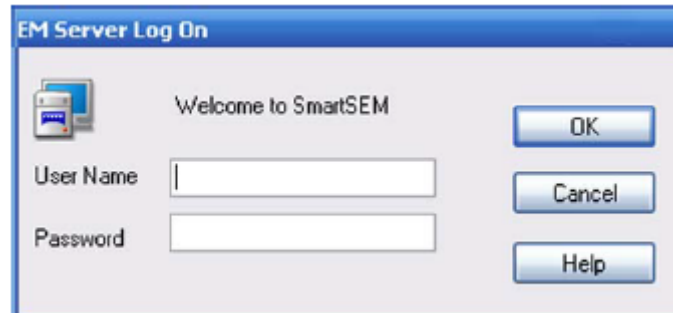 EM Server Log On
Welcome to SmartSEM
OK
User Name
Cancel
Password
Help